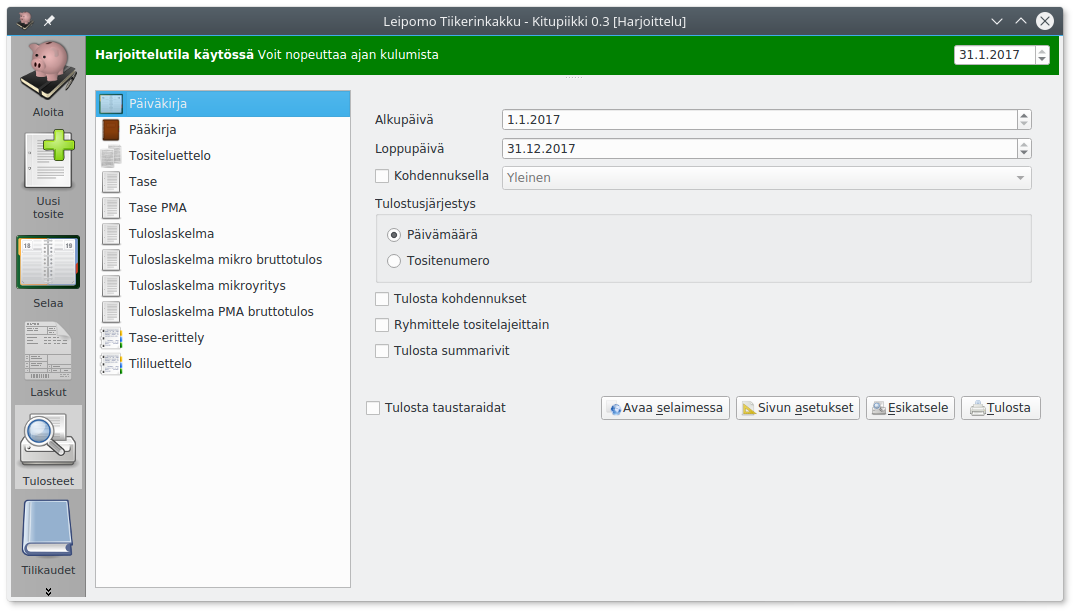 Leipomo Tiikerinkakku - Kitupiikki 0.3 [Harjoittelu]
Harjoittelutila käytössä Voit nopeuttaa ajan kulumista
31.1.2017
Aloita
Uusi
tosite
Selaa
Laskut
Tulosteet
Tilikaudet
Päiväkirja
Pääkirja
Tositeluettelo
Tase
Tase PMA
Tuloslaskelma
Tuloslaskelma mikro bruttotulos
Tuloslaskelma mikroyritys
Tuloslaskelma PMA bruttotulos
Tase-erittely
Tililuettelo
Alkupäivä
1.1.2017
Loppupäivä
31.12.2017
Kohdennuksella
Yleinen
Tulostusjärjestys
Päivämäärä
Tositenumero
Tulosta kohdennukset
Ryhmittele tositelajeittain
Tulosta summarivit
Tulosta taustaraidat
Avaa selaimessa
Sivun asetukset
Esikatsele
Tulosta